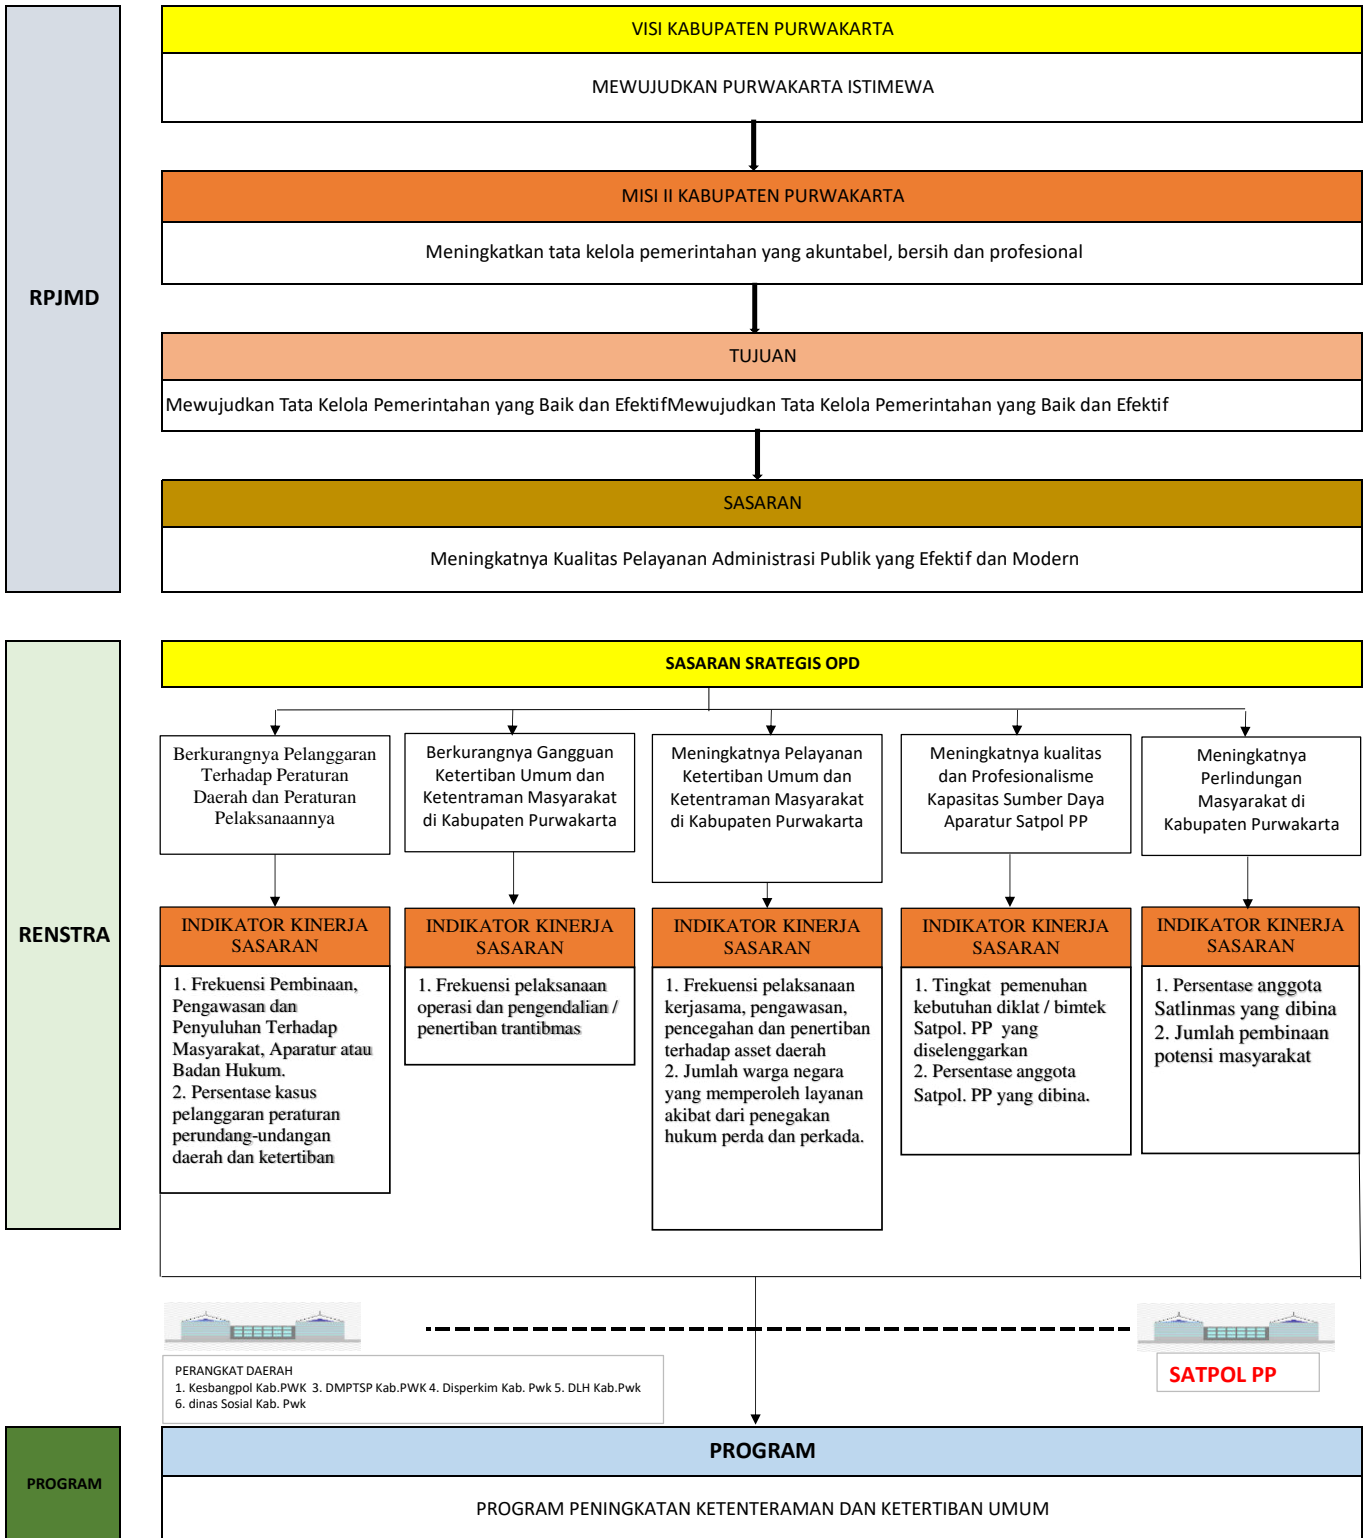 VISI KABUPATEN PURWAKARTA
MEWUJUDKAN PURWAKARTA ISTIMEWA
MISI II KABUPATEN PURWAKARTA
Meningkatkan tata kelola pemerintahan yang akuntabel, bersih dan profesional
RPJMD
TUJUAN
Mewujudkan Tata Kelola Pemerintahan yang Baik dan EfektifMewujudkan Tata Kelola Pemerintahan yang Baik dan Efektif
SASARAN
Meningkatnya Kualitas Pelayanan Administrasi Publik yang Efektif dan Modern
SASARAN SRATEGIS OPD
Berkurangnya Pelanggaran
Terhadap Peraturan
Daerah dan Peraturan
Pelaksanaannya
Berkurangnya Gangguan
Ketertiban Umum dan
Ketentraman Masyarakat
di Kabupaten Purwakarta
Meningkatnya Pelayanan
Ketertiban Umum dan
Ketentraman Masyarakat
di Kabupaten Purwakarta
Meningkatnya kualitas
dan Profesionalisme
Kapasitas Sumber Daya
Aparatur Satpol PP
Meningkatnya
Perlindungan
Masyarakat di
Kabupaten Purwakarta
RENSTRA
INDIKATOR KINERJA
SASARAN
1. Frekuensi Pembinaan,
Pengawasan dan
Penyuluhan Terhadap
Masyarakat, Aparatur atau
Badan Hukum.
2. Persentase kasus
pelanggaran peraturan
perundang-undangan
daerah dan ketertiban
INDIKATOR KINERJA
SASARAN
1. Frekuensi pelaksanaan
operasi dan pengendalian /
penertiban trantibmas
INDIKATOR KINERJA
SASARAN
1. Frekuensi pelaksanaan
kerjasama, pengawasan,
pencegahan dan penertiban
terhadap asset daerah
2. Jumlah warga negara
yang memperoleh layanan
akibat dari penegakan
hukum perda dan perkada.
INDIKATOR KINERJA
SASARAN
1. Tingkat pemenuhan
kebutuhan diklat / bimtek
Satpol. PP yang
diselenggarkan
2. Persentase anggota
Satpol. PP yang dibina.
INDIKATOR KINERJA
SASARAN
1. Persentase anggota
Satlinmas yang dibina
2. Jumlah pembinaan
potensi masyarakat
PERANGKAT DAERAH
1. Kesbangpol Kab.PWK 3. DMPTSP Kab.PWK 4. Disperkim Kab. Pwk 5. DLH Kab.Pwk
6. dinas Sosial Kab. Pwk
SATPOL PP
PROGRAM
PROGRAM
PROGRAM PENINGKATAN KETENTERAMAN DAN KETERTIBAN UMUM